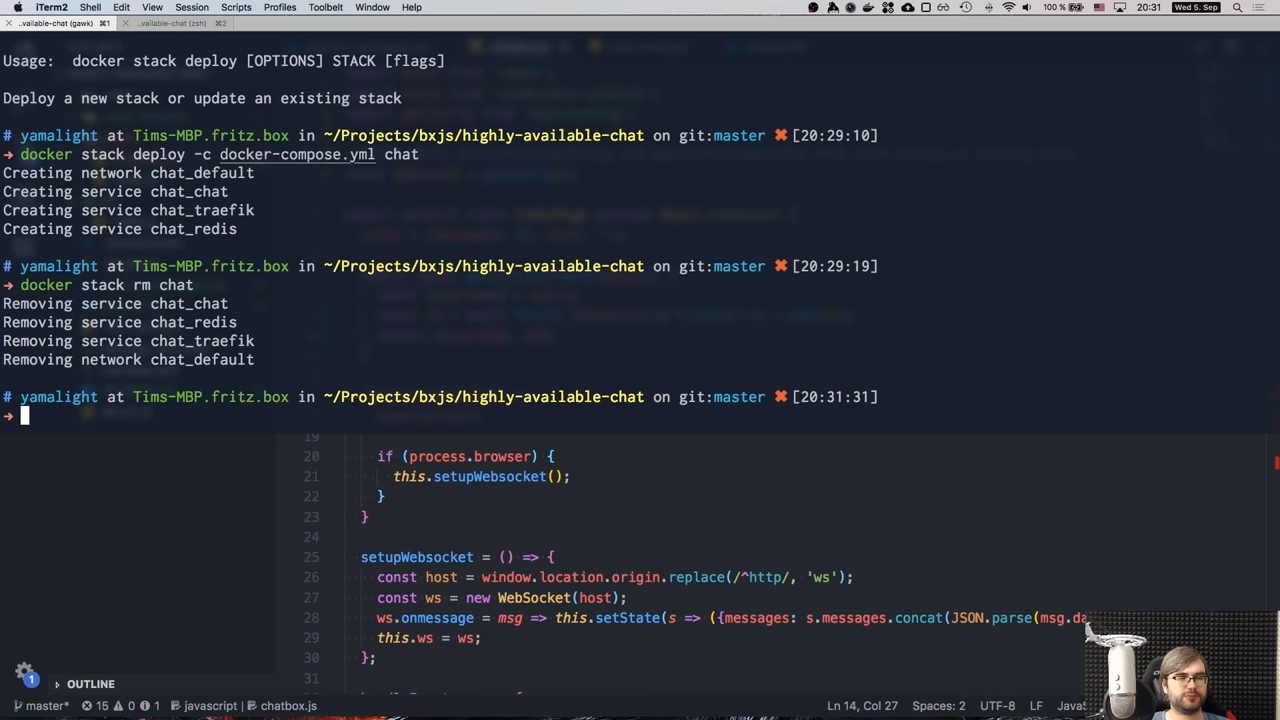 iTerm2 Shell Edit View Session Scripts Profiles Toolbelt Window Help 100 % 20:31 Wed 5. Sep
..vailable-chat (gawk) ⌘1 ..vailable-chat (zsh) ⌘2
Usage: docker stack deploy [OPTIONS] STACK [flags]
Deploy a new stack or update an existing stack
# yamalight at Tims-MBP.fritz.box in ~/Projects/bxjs/highly-available-chat on git:master ✖ [20:29:10]
→ docker stack deploy -c docker-compose.yml chat
Creating network chat_default
Creating service chat_chat
Creating service chat_traefik
Creating service chat_redis
# yamalight at Tims-MBP.fritz.box in ~/Projects/bxjs/highly-available-chat on git:master ✖ [20:29:19]
→ docker stack rm chat
Removing service chat_chat
Removing service chat_redis
Removing service chat_traefik
Removing network chat_default
# yamalight at Tims-MBP.fritz.box in ~/Projects/bxjs/highly-available-chat on git:master ✖ [20:31:31]
→
19
20 if (process.browser) {
21 this.setupWebsocket();
22 }
23 }
24
25 setupWebsocket = () => {
26 const host = window.location.origin.replace(/^http/, 'ws');
27 const ws = new WebSocket(host);
28 ws.onmessage = msg => this.setState(s => ({messages: s.messages.concat(JSON.parse(msg.da
29 this.ws = ws;
30 };
31
1 OUTLINE
master* 15 0 1 javascript chatbox.js Ln 14, Col 27 Spaces: 2 UTF-8 LF Javas